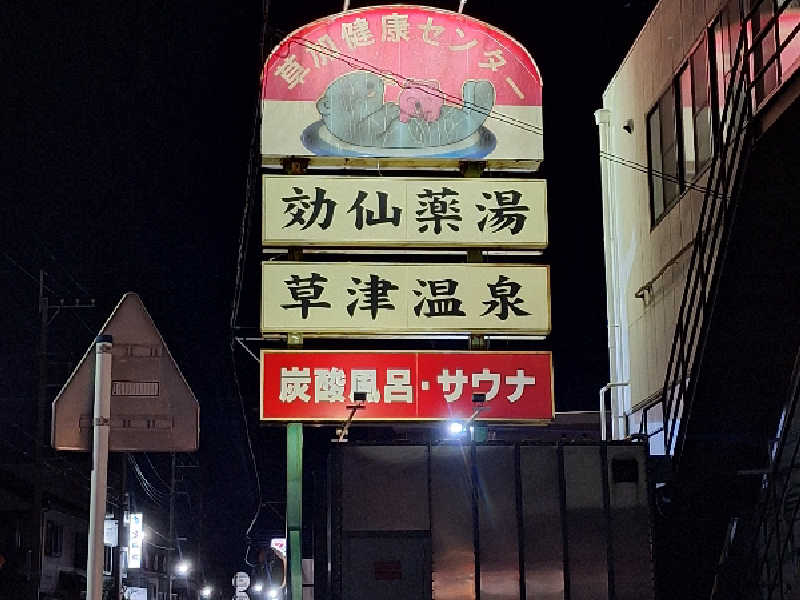 草加健康センター
効仙薬湯
草津温泉
炭酸風呂・サウナ